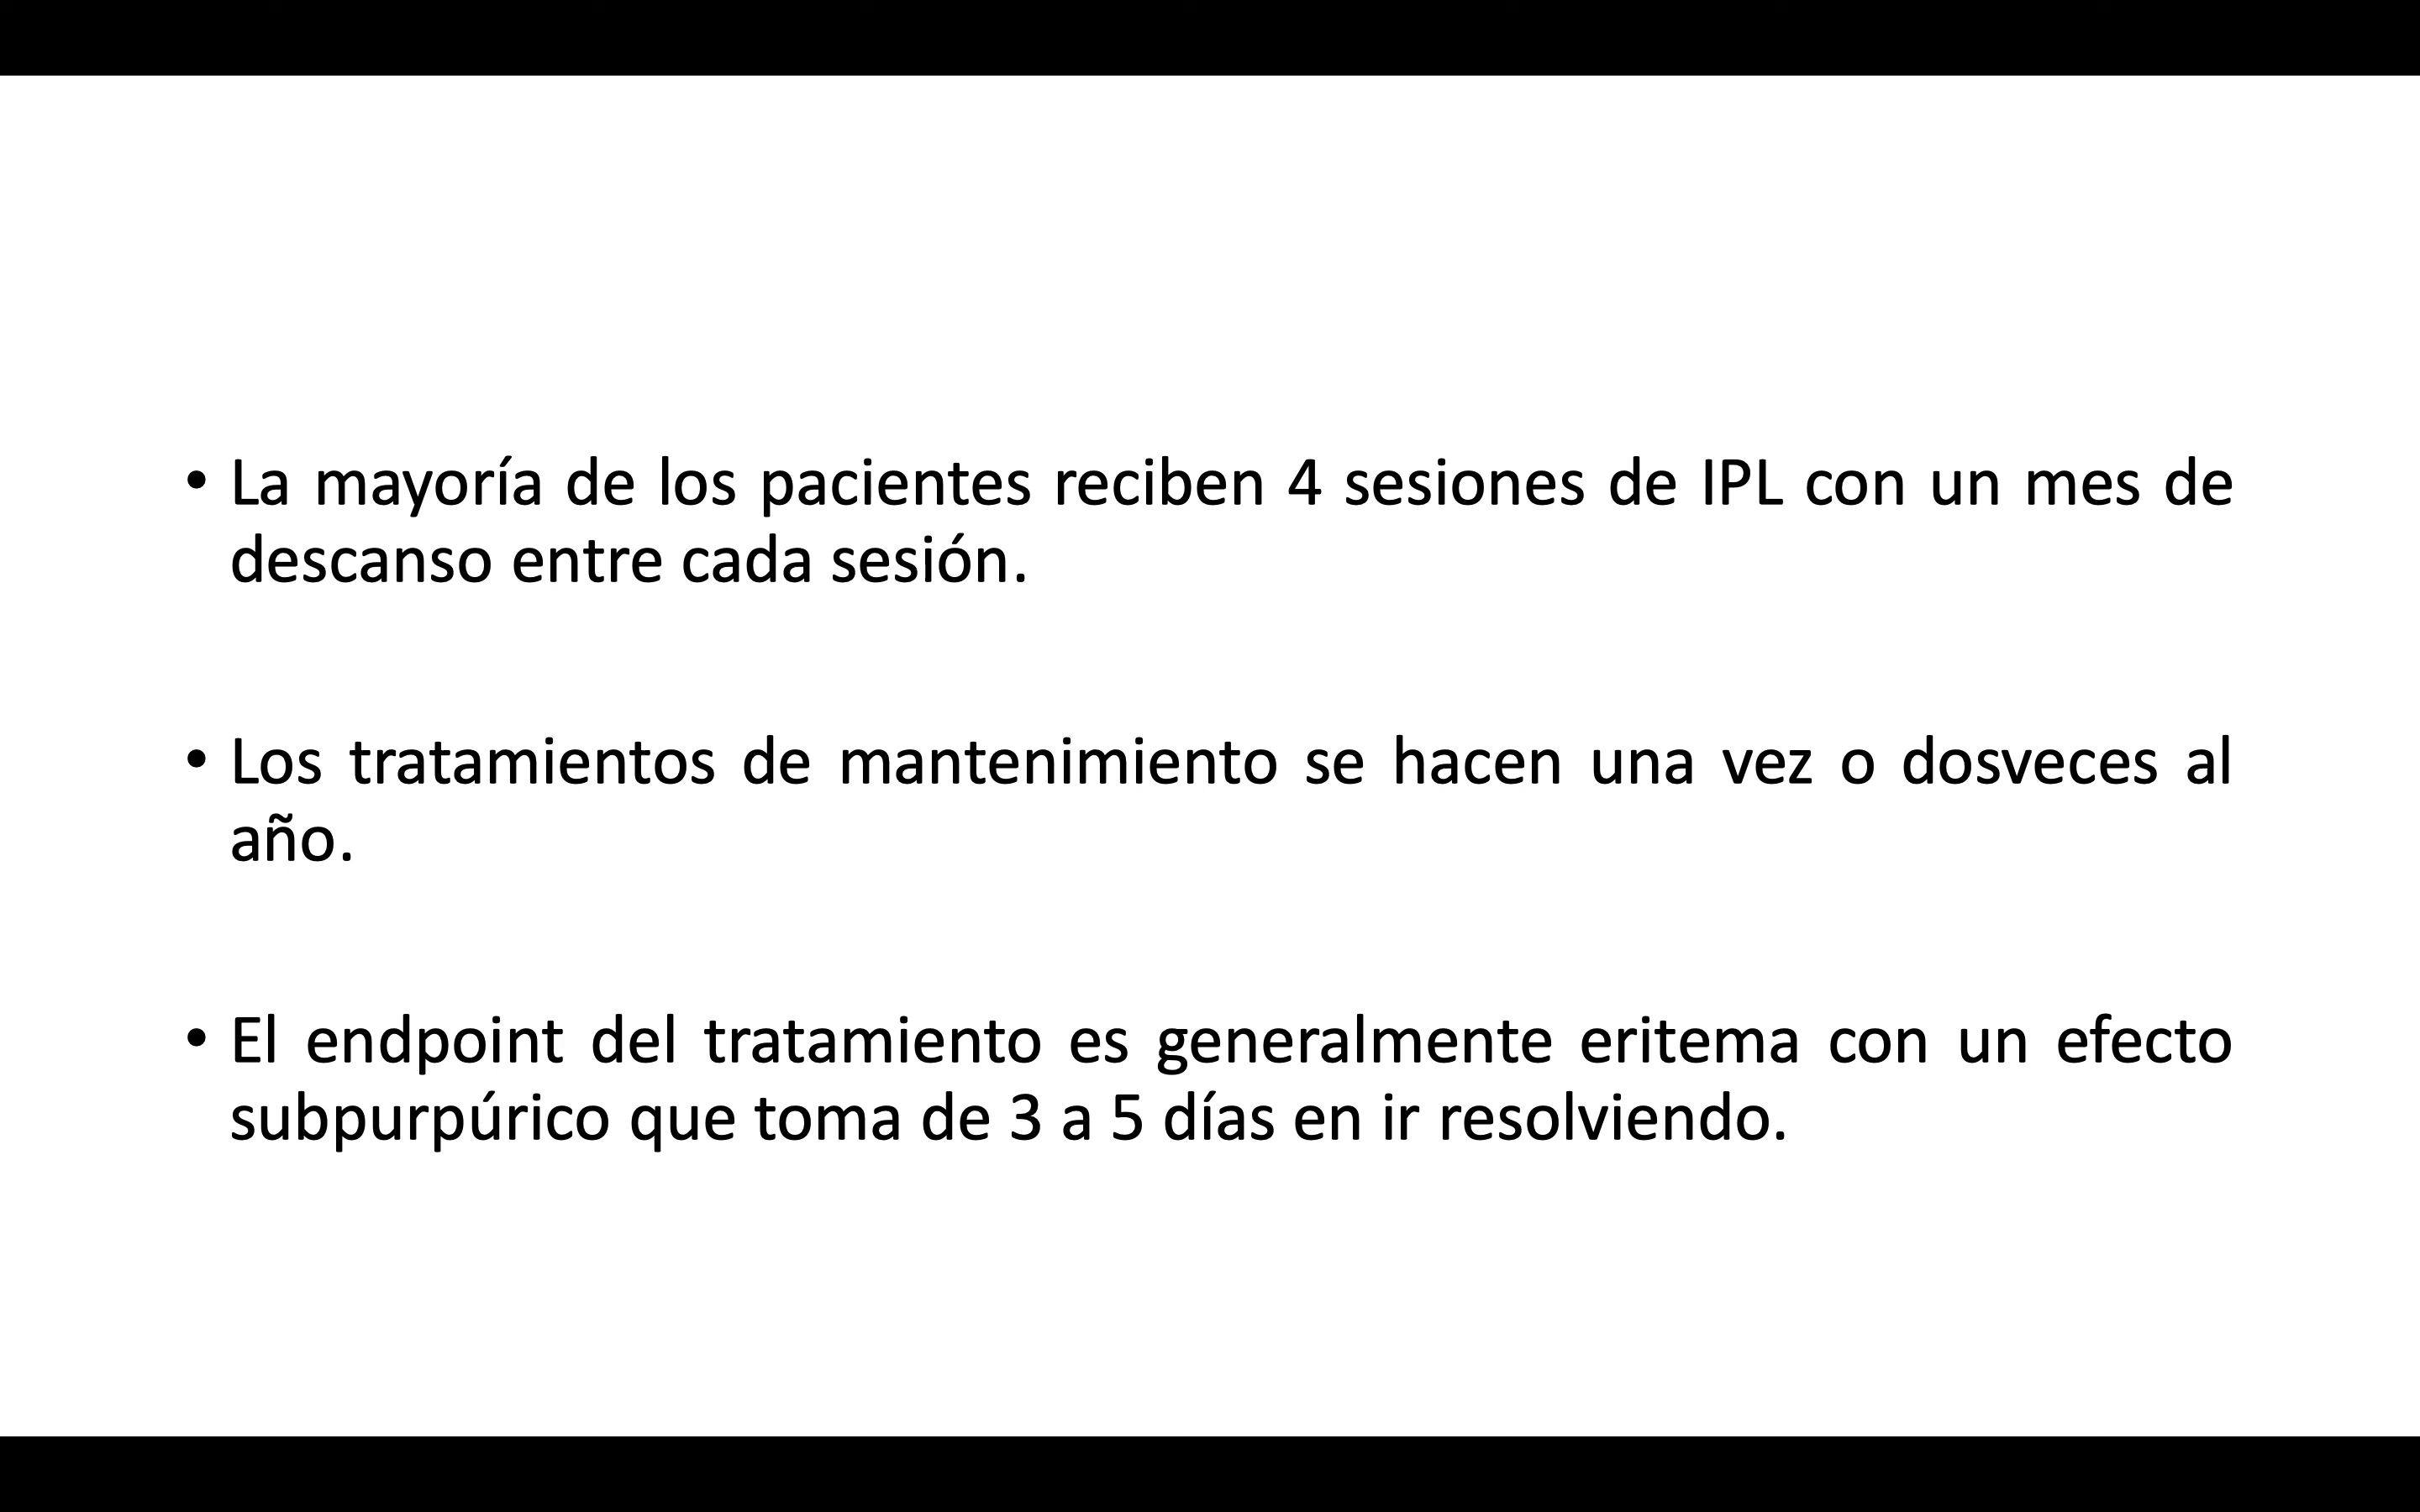 • La mayoría de los pacientes reciben 4 sesiones de IPL con un mes de
descanso entre cada sesión.
• Los tratamientos de mantenimiento se hacen una vez o dosveces al
año.
• El endpoint del tratamiento es generalmente eritema con un efecto
subpurpúrico que toma de 3 a 5 días en ir resolviendo.